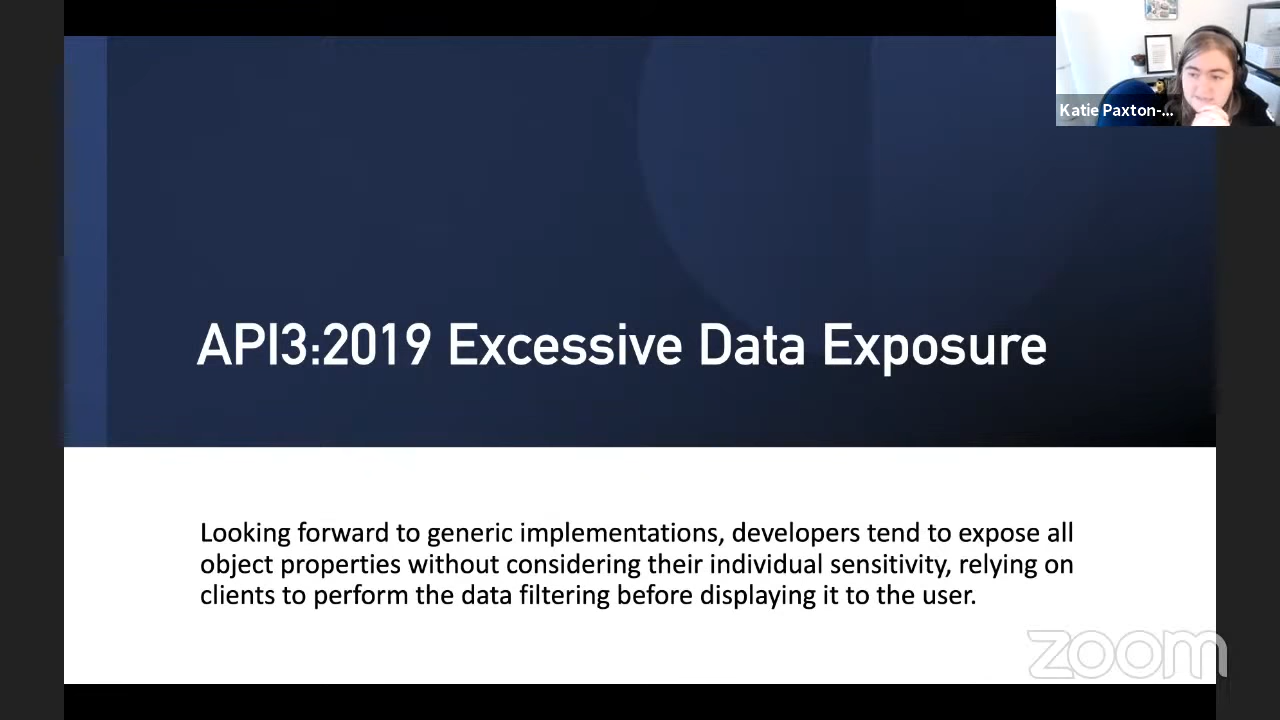 Katie Paxton-...
API3:2019 Excessive Data Exposure
Looking forward to generic implementations, developers tend to expose all
object properties without considering their individual sensitivity, relying on
clients to perform the data filtering before displaying it to the user.
zoom